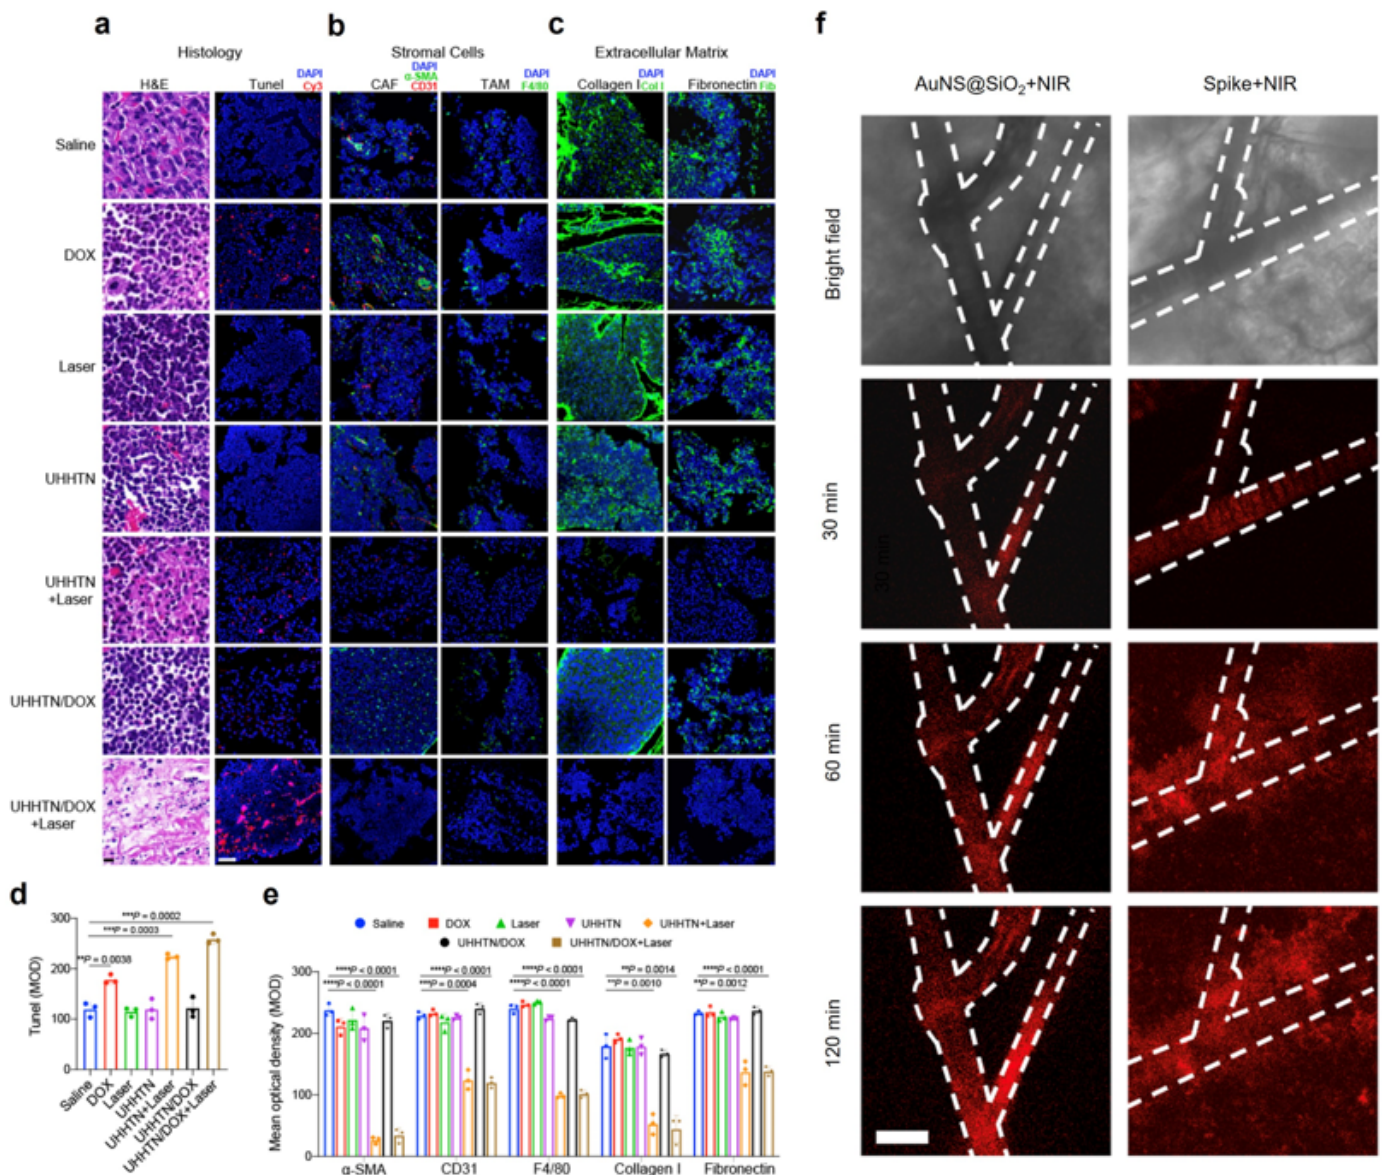 a
b
c
f
Histology
Stromal Cells
Extracellular Matrix
H&E
Tunel
DAPI
Cy3
CAF
DAPI
α-SMA
CD31
TAM
DAPI
F4/80
Collagen I
DAPI
Col I
Fibronectin
DAPI
Fib
Saline
DOX
Laser
UHHTN
UHHTN
+Laser
UHHTN/DOX
UHHTN/DOX
+Laser
AuNS@SiO₂+NIR
Spike+NIR
Bright field
30 min
30 min
60 min
120 min
d
Tunel (MOD)
300
200
100
0
***P = 0.0002
***P = 0.0003
**P = 0.0038
Saline
DOX
Laser
UHHTN
UHHTN+Laser
UHHTN/DOX
UHHTN/DOX+Laser
e
Saline
DOX
Laser
UHHTN
UHHTN+Laser
UHHTN/DOX
UHHTN/DOX+Laser
Mean optical density (MOD)
300
200
100
0
****P < 0.0001
****P < 0.0001
****P < 0.0001
***P = 0.0004
****P < 0.0001
****P < 0.0001
**P = 0.0014
**P = 0.0010
****P < 0.0001
**P = 0.0012
α-SMA
CD31
F4/80
Collagen I
Fibronectin